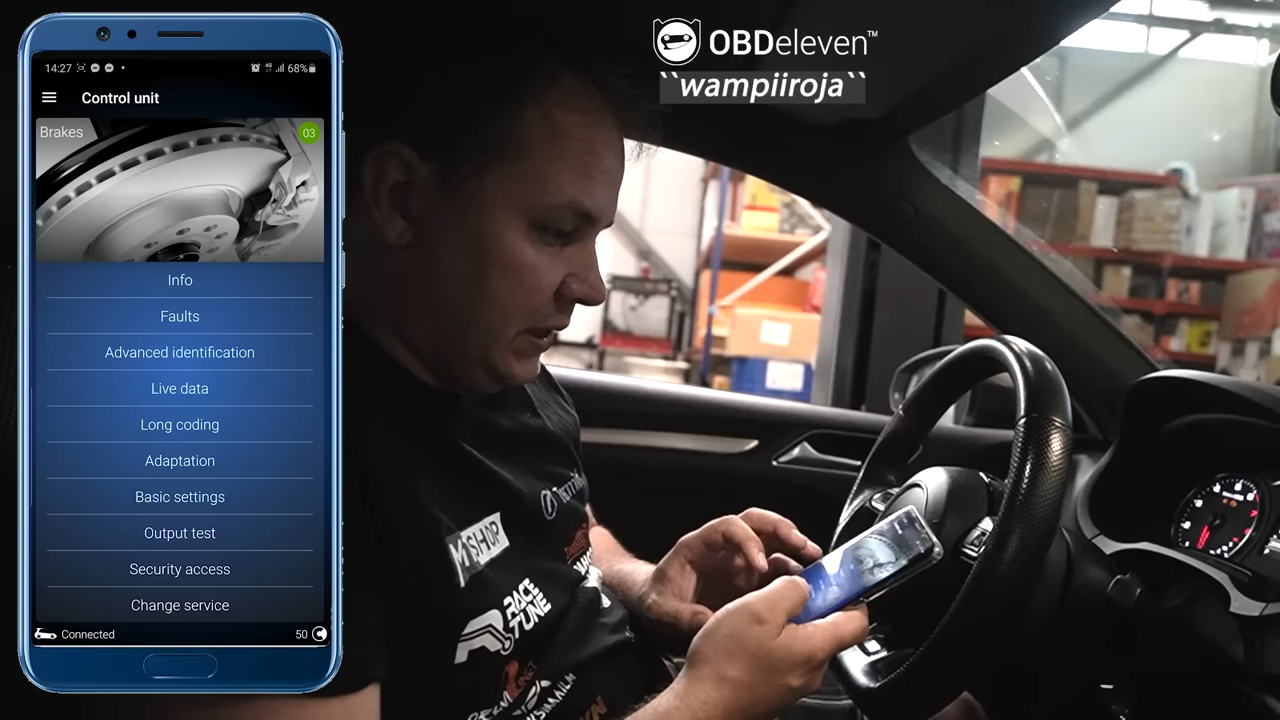 14:27
68%
Control unit
Brakes
03
Info
Faults
Advanced identification
Live data
Long coding
Adaptation
Basic settings
Output test
Security access
Change service
Connected
50
OBDeleven™
``wampiiroja``
M1SHOP
RACE
TUNE